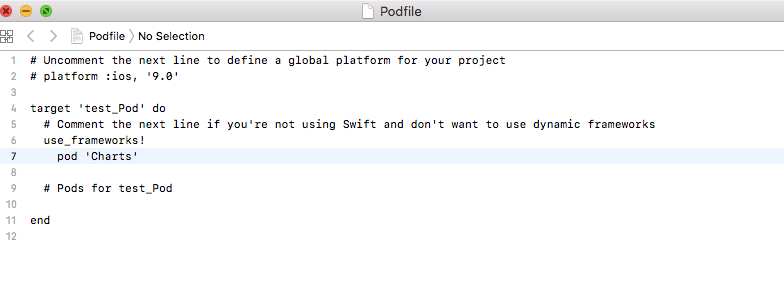 Podfile
Podfile No Selection
1 # Uncomment the next line to define a global platform for your project
2 # platform :ios, '9.0'
3
4 target 'test_Pod' do
5 # Comment the next line if you're not using Swift and don't want to use dynamic frameworks
6 use_frameworks!
7 pod 'Charts'
8
9 # Pods for test_Pod
10
11 end
12